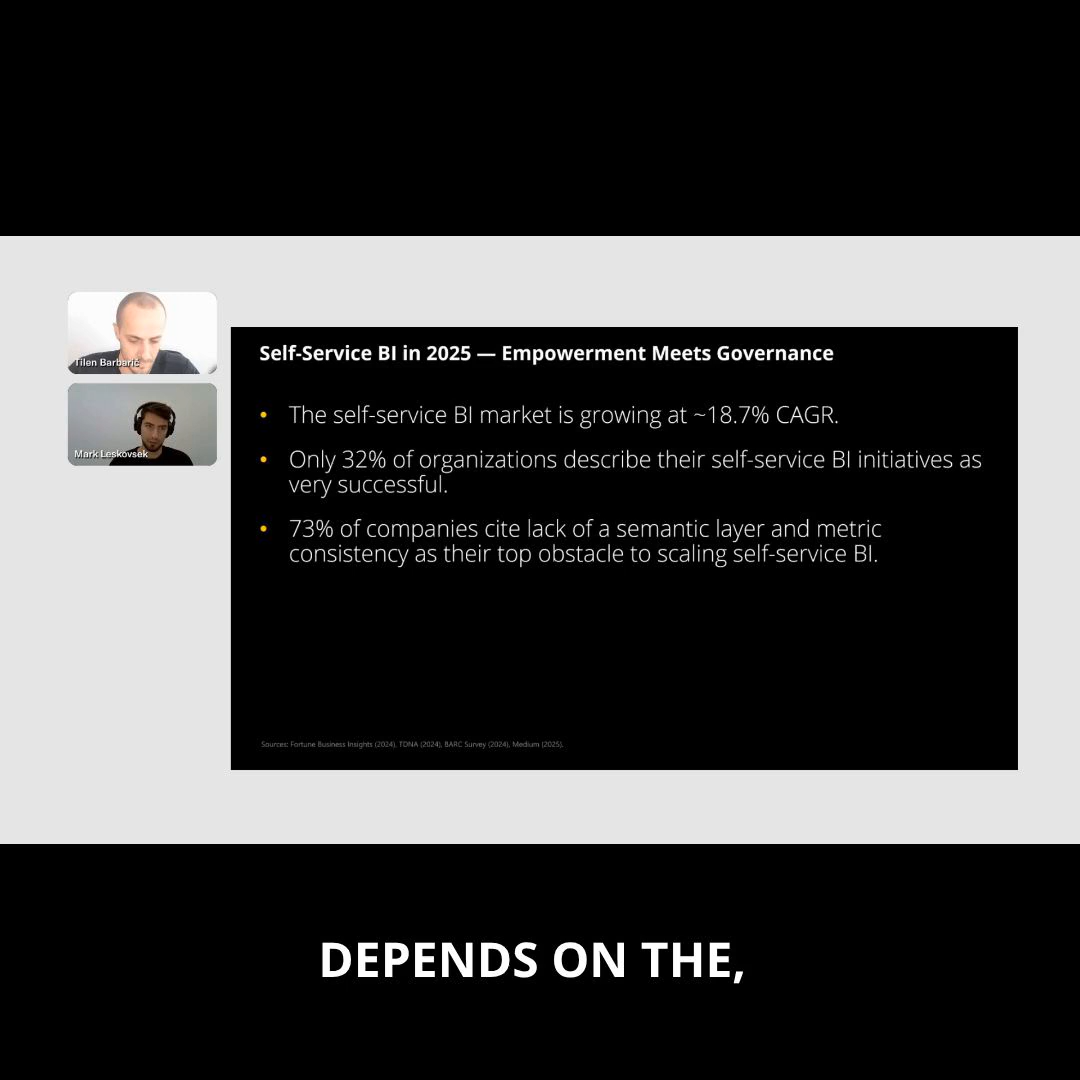 Tilen Barbarič
Mark Leskovšek
Self-Service BI in 2025 — Empowerment Meets Governance
• The self-service BI market is growing at ~18.7% CAGR.
• Only 32% of organizations describe their self-service BI initiatives as
very successful.
• 73% of companies cite lack of a semantic layer and metric
consistency as their top obstacle to scaling self-service BI.
Sources: Fortune Business Insights (2024), TDNA (2024), BARC Survey (2024), Medium (2025).
DEPENDS ON THE,